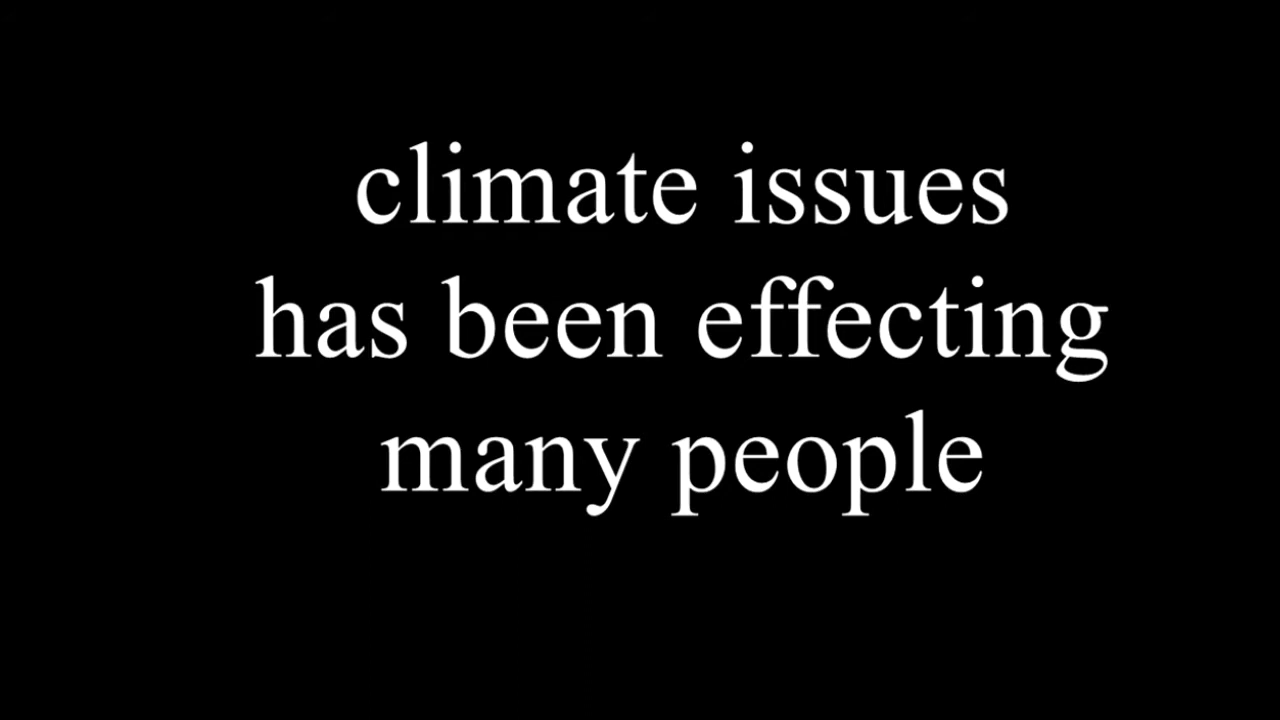 climate issues
has been effecting
many people